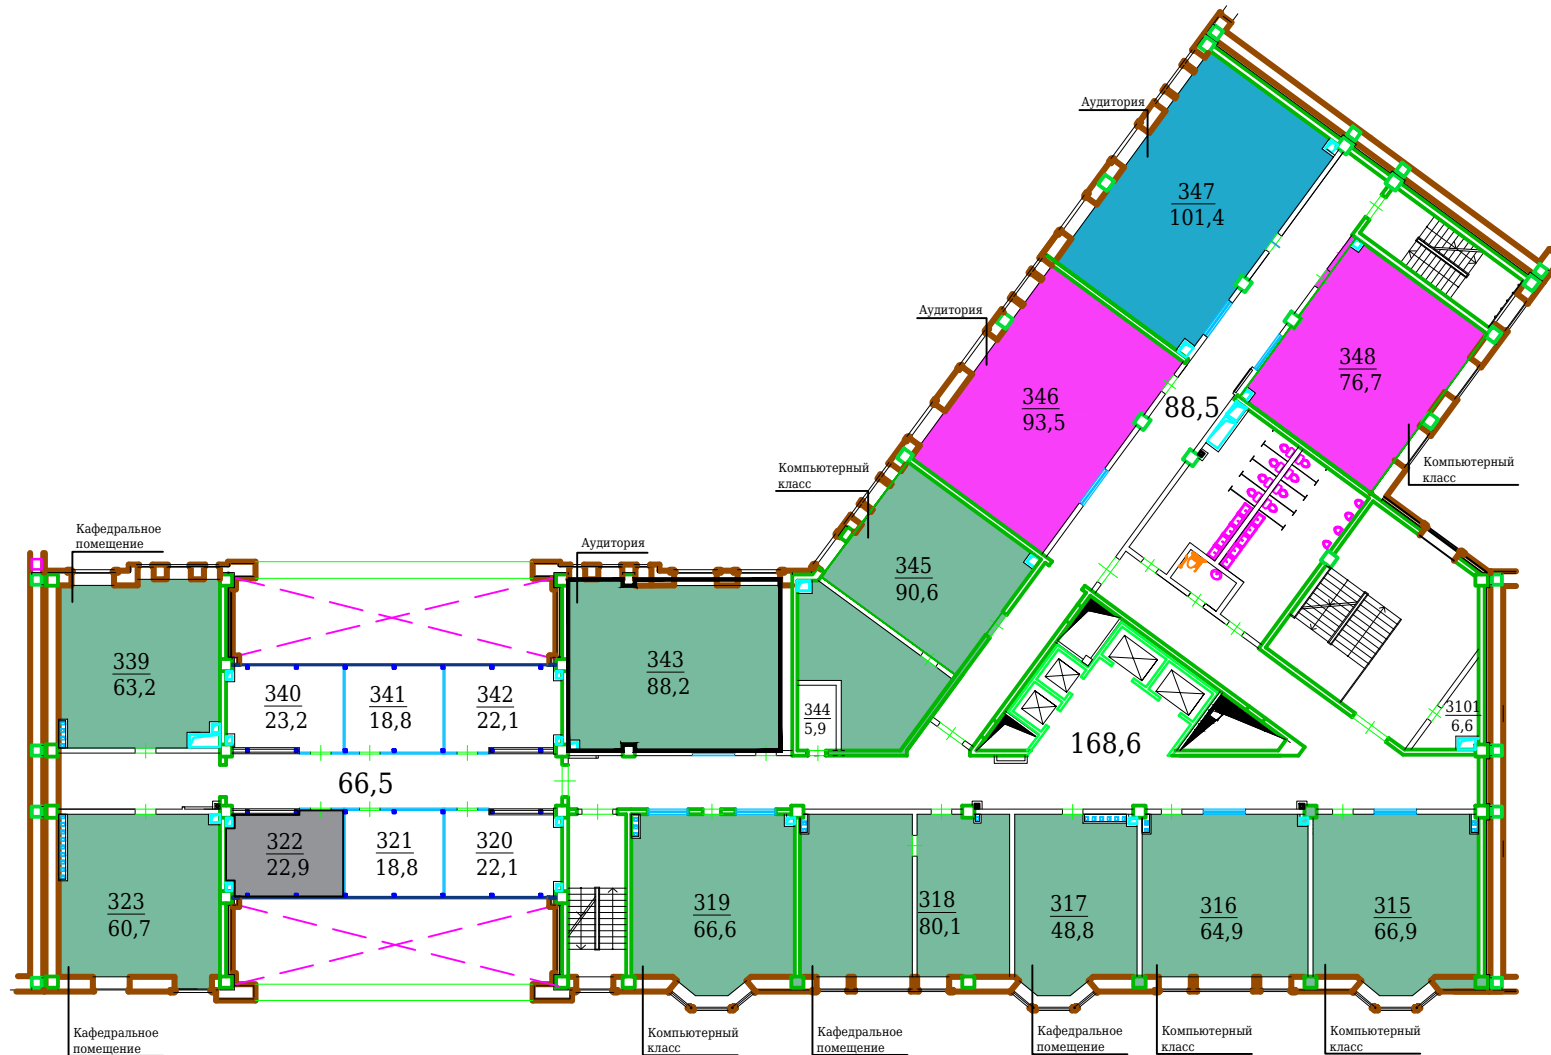 Аудитория
347
101,4
Аудитория
348
76,7
346
93,5
88,5
Компьютерный
класс
Компьютерный
класс
Кафедральное
помещение
Аудитория
345
90,6
339
63,2
343
88,2
340
23,2
341
18,8
342
22,1
344
5,9
3101
6,6
168,6
66,5
322
22,9
321
18,8
320
22,1
323
60,7
319
66,6
318
80,1
317
48,8
316
64,9
315
66,9
Кафедральное
помещение
Компьютерный
класс
Кафедральное
помещение
Кафедральное
помещение
Компьютерный
класс
Компьютерный
класс